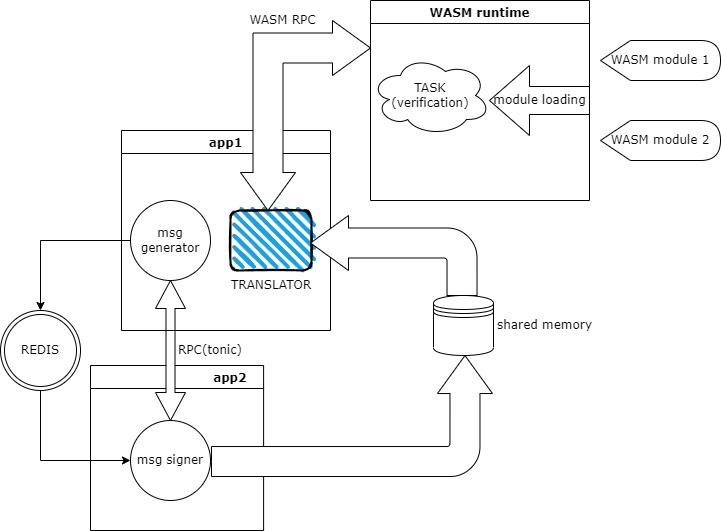 WASM RPC
WASM runtime
TASK
(verification)
module loading
WASM module 1
WASM module 2
app1
msg
generator
TRANSLATOR
REDIS
RPC(tonic)
shared memory
app2
msg signer